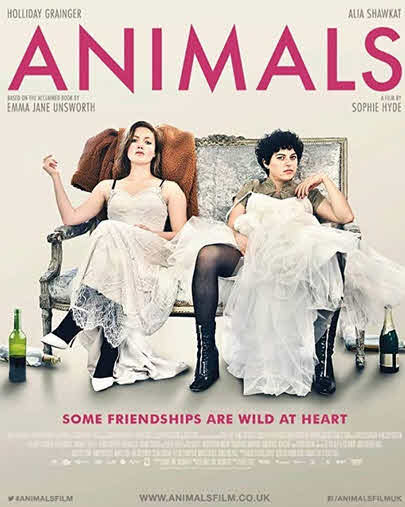 HOLLIDAY GRAINGER
ALIA SHAWKAT
ANIMALS
BASED ON THE ACCLAIMED BOOK BY
EMMA JANE UNSWORTH
A FILM BY
SOPHIE HYDE
SOME FRIENDSHIPS ARE WILD AT HEART
#ANIMALSFILM
WWW.ANIMALSFILM.CO.UK
/ANIMALSFILMUK